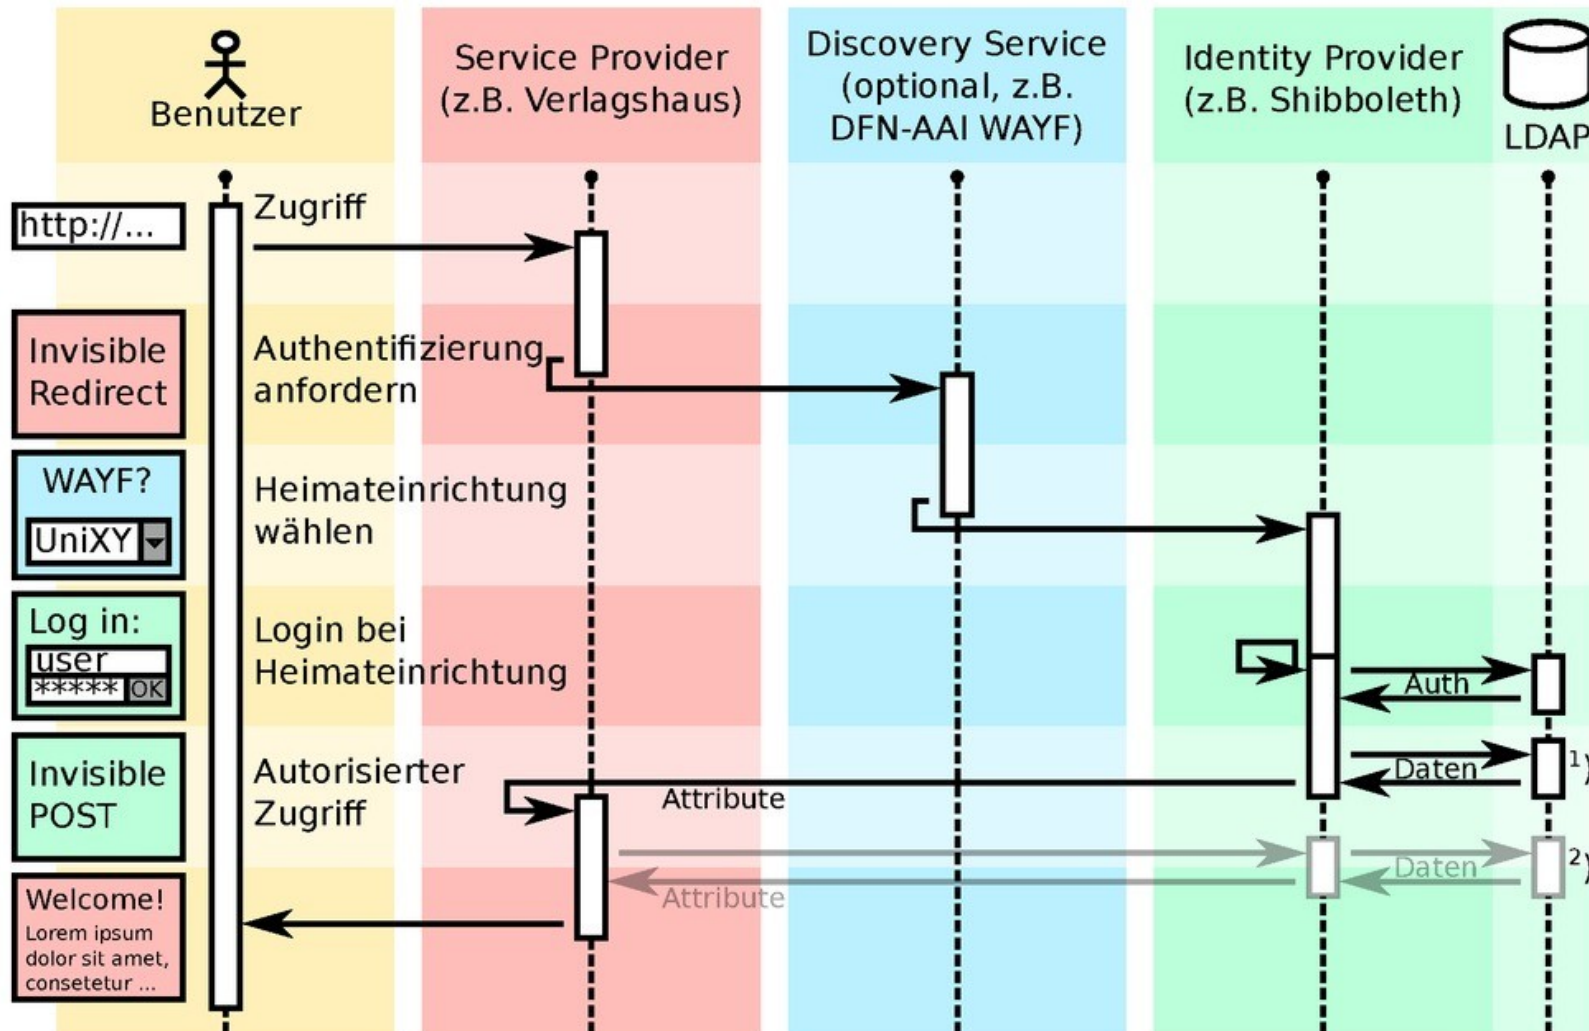 Benutzer
Service Provider
(z.B. Verlagshaus)
Discovery Service
(optional, z.B.
DFN-AAI WAYF)
Identity Provider
(z.B. Shibboleth)
LDAP
http://...
Zugriff
Invisible
Redirect
Authentifizierung
anfordern
WAYF?
UniXY
Heimateinrichtung
wählen
Log in:
user
***** OK
Login bei
Heimateinrichtung
Auth
Invisible
POST
Autorisierter
Zugriff
Attribute
Daten
1)
Attribute
Daten
2)
Welcome!
Lorem ipsum
dolor sit amet,
consetetur ...